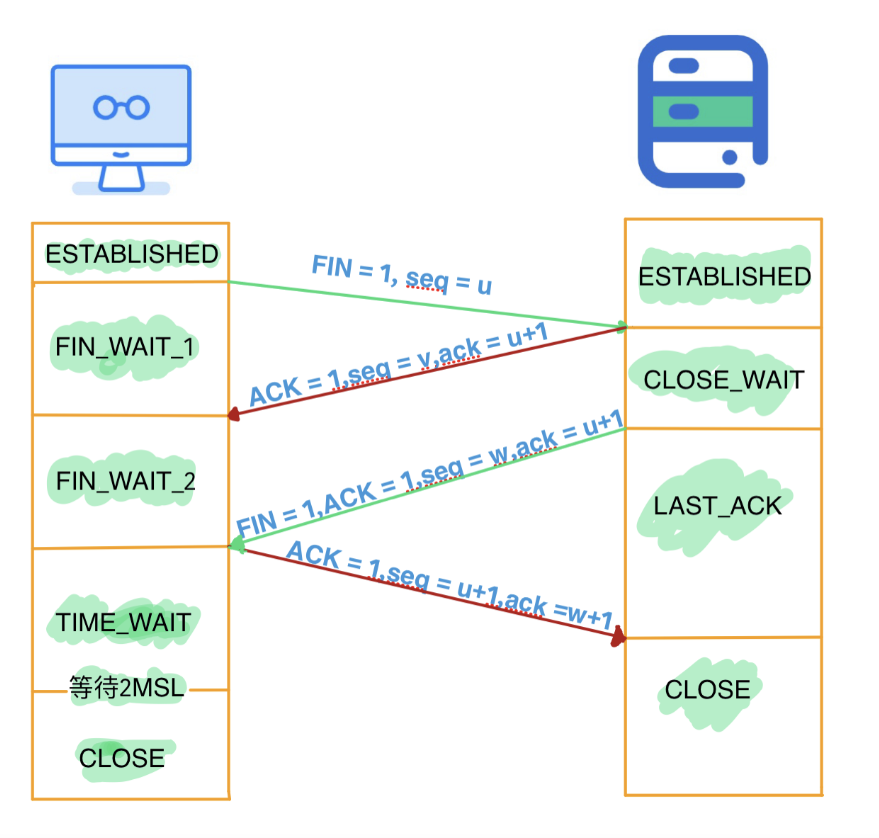 ESTABLISHED
FIN = 1, seq = u
ESTABLISHED
FIN_WAIT_1
ACK = 1,seq = v,ack = u+1
CLOSE_WAIT
FIN_WAIT_2
FIN = 1,ACK = 1,seq = w,ack = u+1
LAST_ACK
ACK = 1,seq = u+1,ack =w+1
TIME_WAIT
等待2MSL
CLOSE
CLOSE